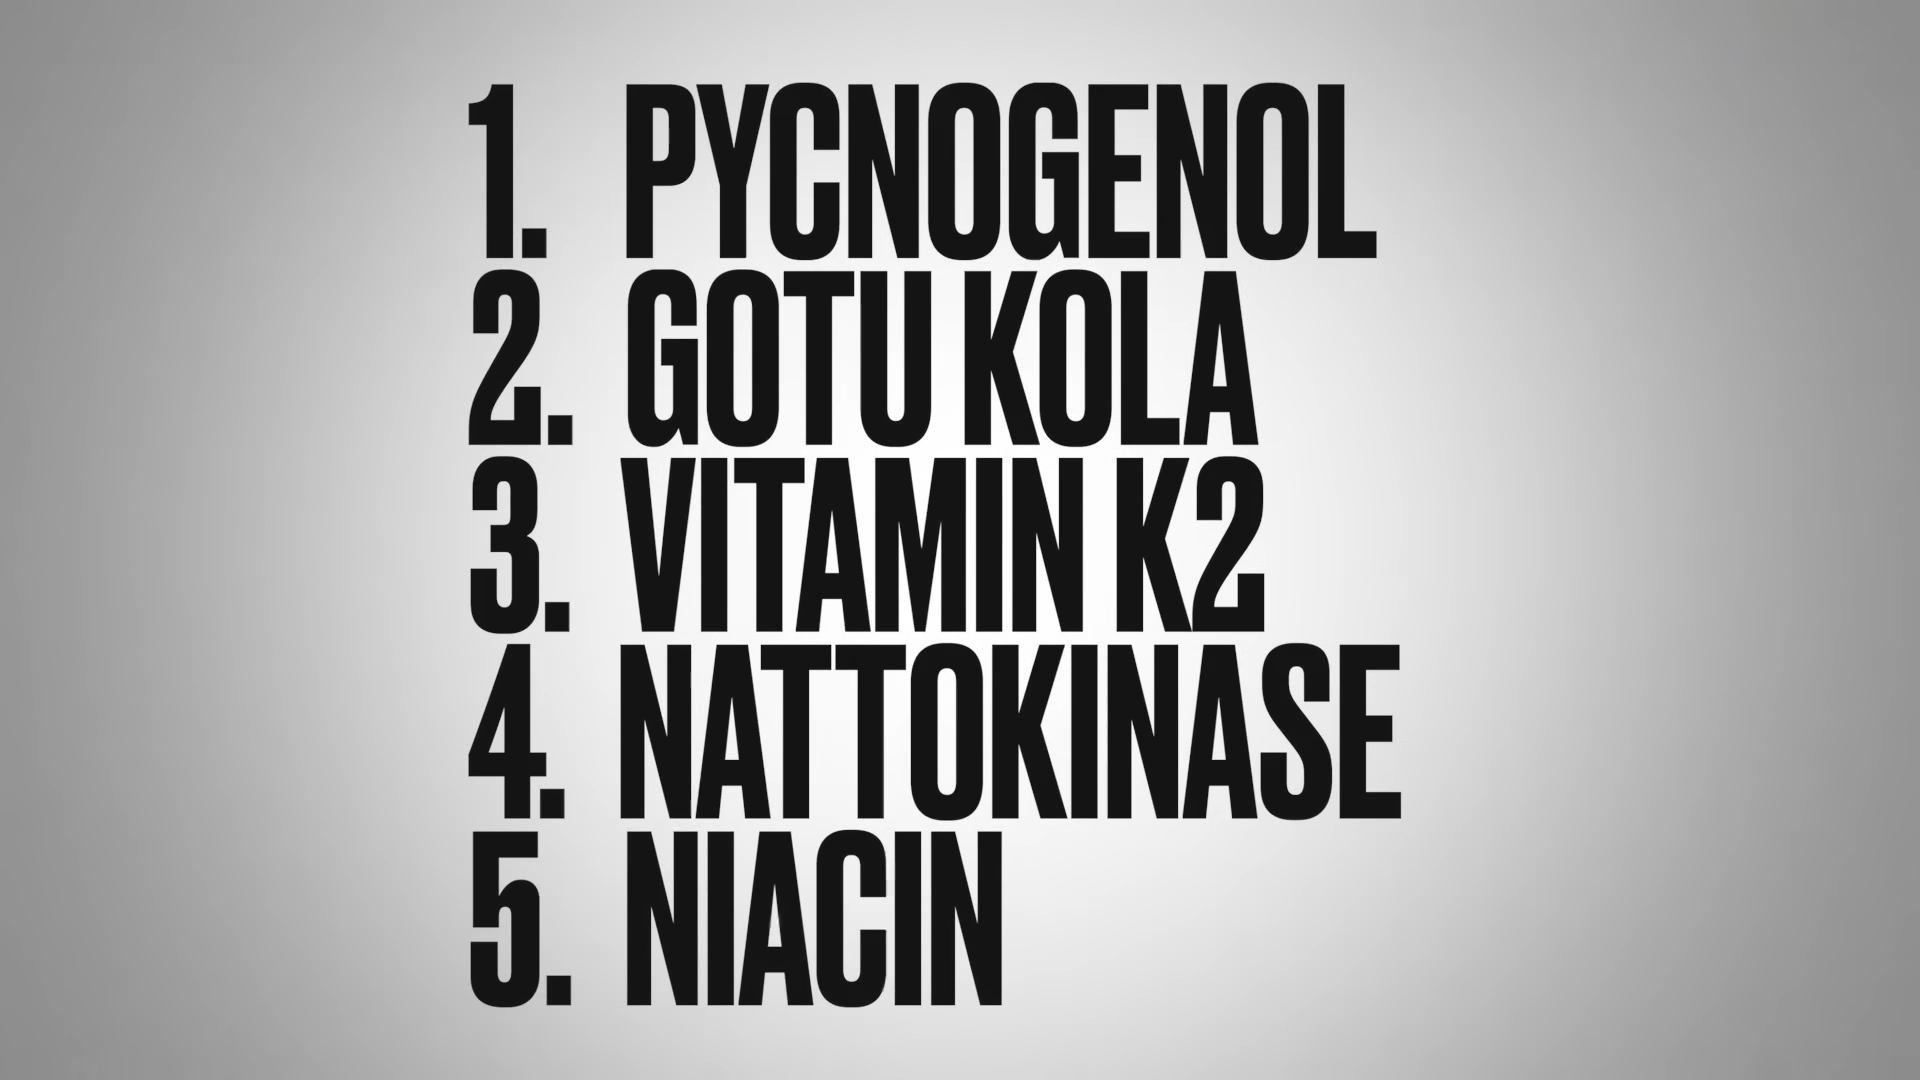 1. PYCNOGENOL
2. GOTU KOLA
3. VITAMIN K2
4. NATTOKINASE
5. NIACIN